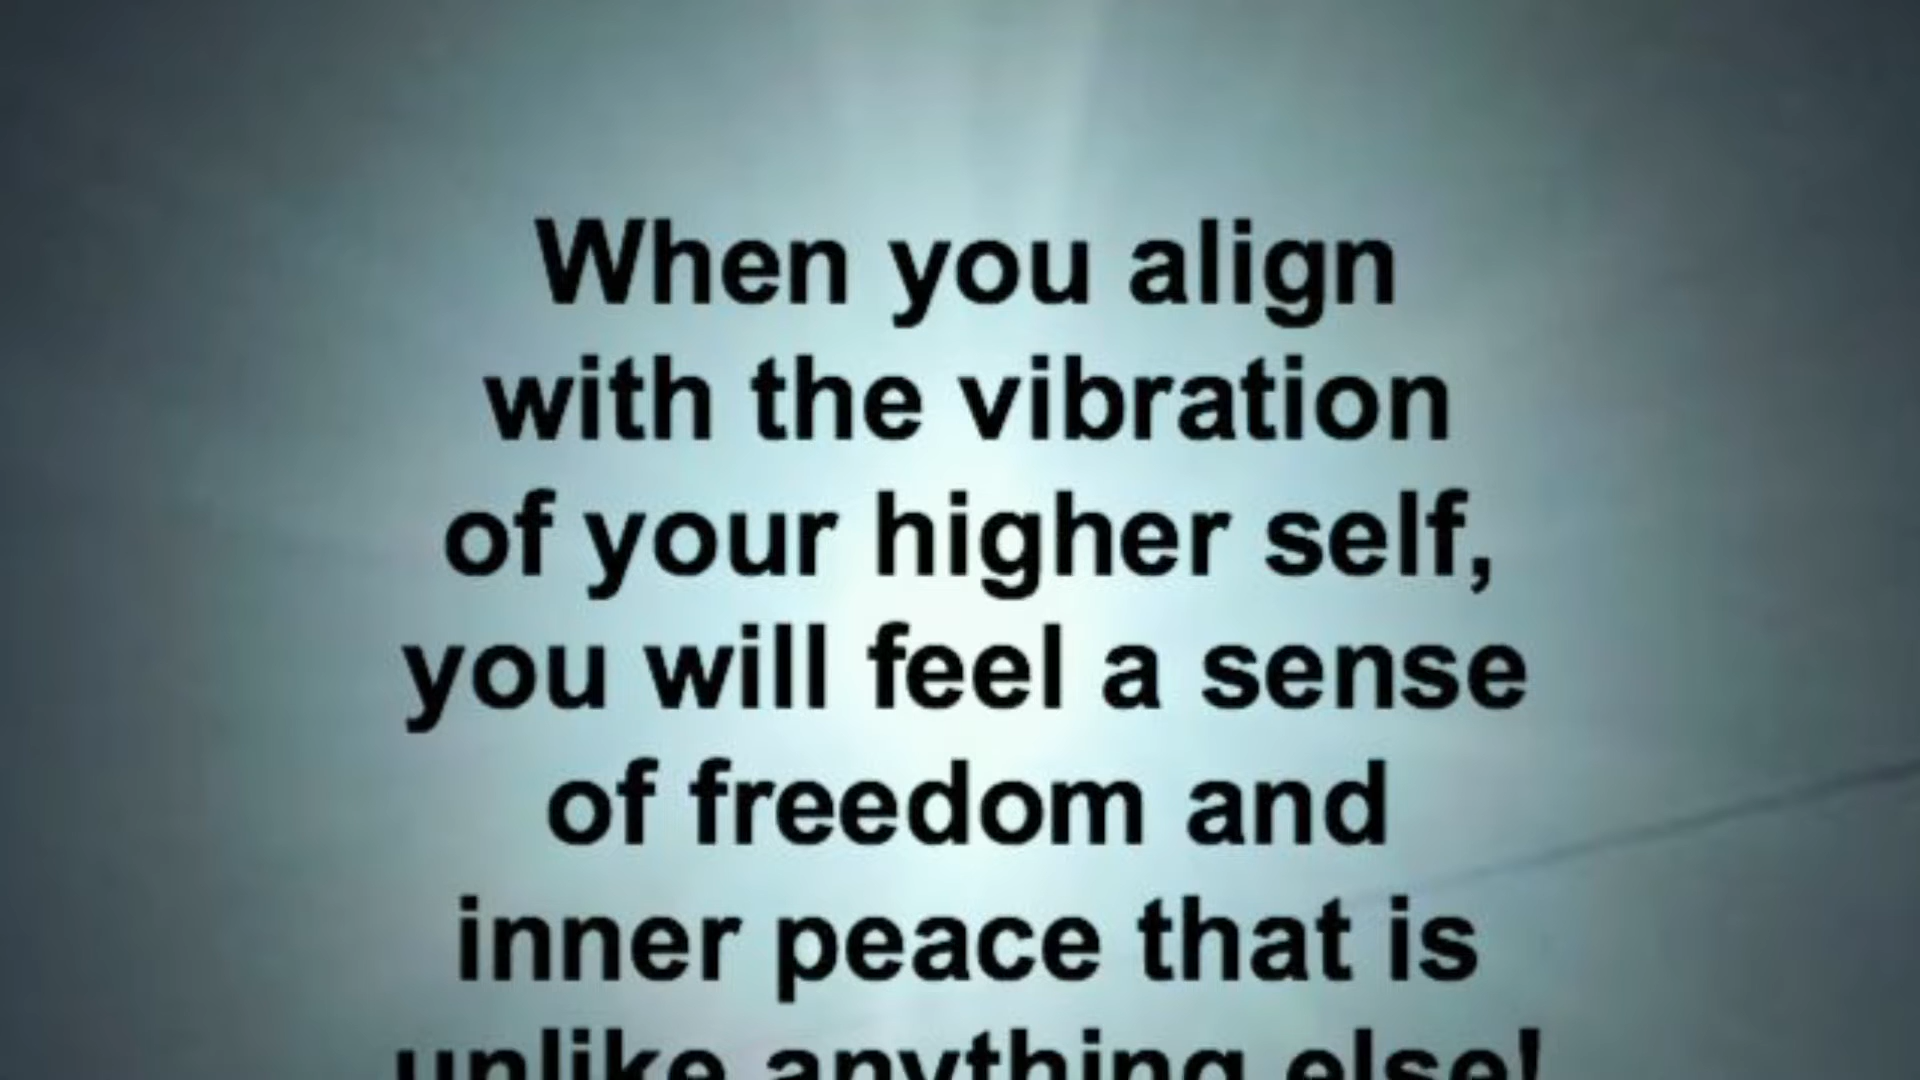 When you align
with the vibration
of your higher self,
you will feel a sense
of freedom and
inner peace that is
unlike anything else!